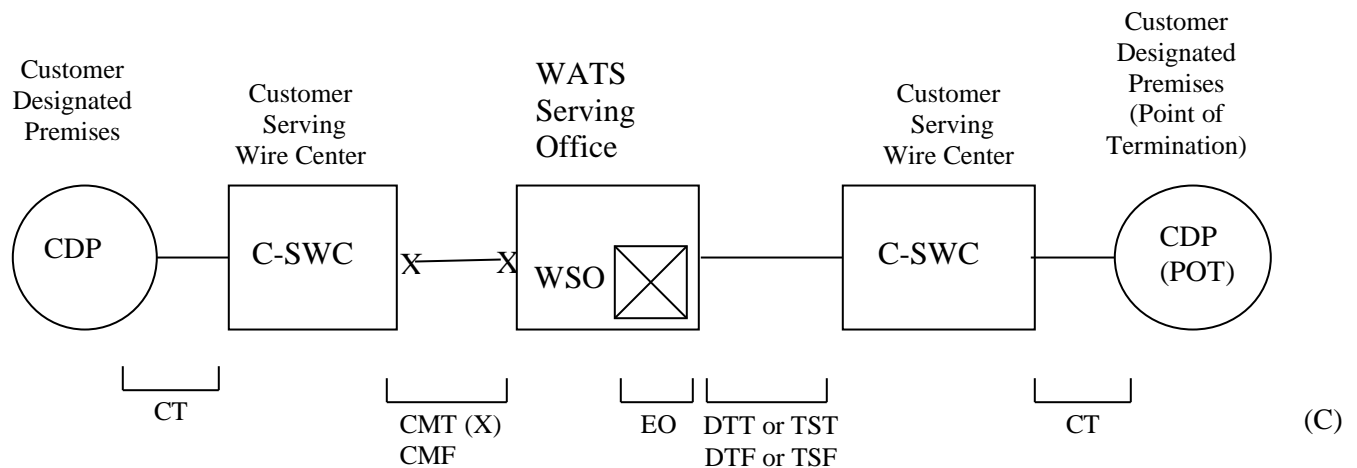 Customer
Designated
Premises
Customer
Serving
Wire Center
WATS
Serving
Office
Customer
Serving
Wire Center
Customer
Designated
Premises
(Point of
Termination)
CDP
C-SWC
X
X
WSO
C-SWC
CDP
(POT)
CT
CMT (X)
CMF
EO
DTT or TST
DTF or TSF
CT
(C)